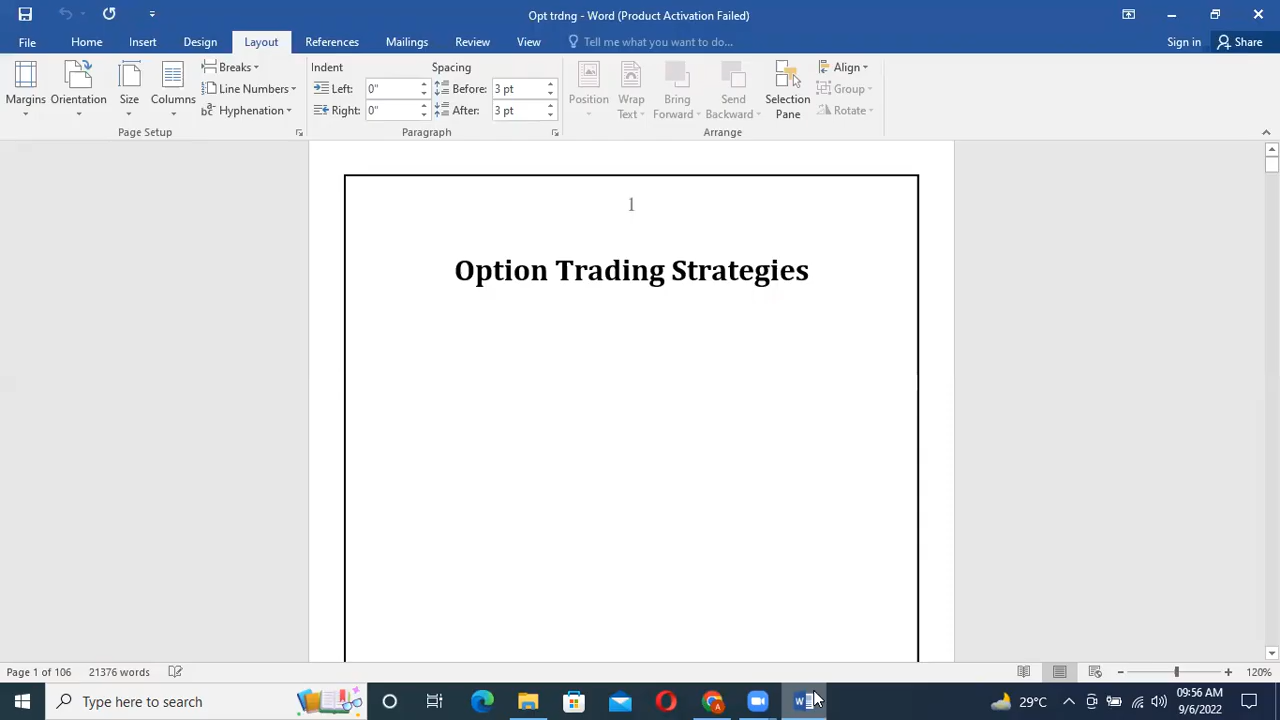 Opt trdng - Word (Product Activation Failed)
File Home Insert Design Layout References Mailings Review View Tell me what you want to do... Sign in Share
Margins Orientation Size Columns
Breaks
Line Numbers
Hyphenation
Page Setup
Indent
Left: 0"
Right: 0"
Spacing
Before: 3 pt
After: 3 pt
Paragraph
Position
Wrap Text
Bring Forward
Send Backward
Selection Pane
Align
Group
Rotate
Arrange
1
Option Trading Strategies
Page 1 of 106 21376 words 120%
Type here to search 29°C 09:56 AM
9/6/2022